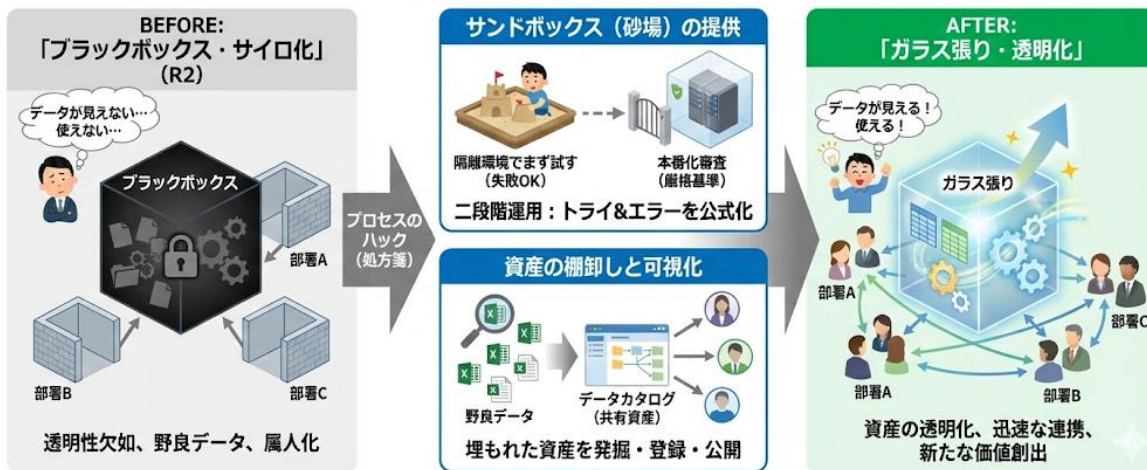 BEFORE:
「ブラックボックス・サイロ化」
(R2)
データが見えない…
使えない…
ブラックボックス
部署A
部署B
部署C
透明性欠如、野良データ、属人化
プロセスの
ハック
(処方箋)
サンドボックス（砂場）の提供
隔離環境でまず試す
(失敗OK)
本番化審査
(厳格基準)
二段階運用：トライ&エラーを公式化
資産の棚卸しと可視化
野良データ
データカタログ
(共有資産)
埋もれた資産を発掘・登録・公開
AFTER:
「ガラス張り・透明化」
データが見える！
使える！
ガラス張り
部署A
部署C
部署A
部署B
資産の透明化、迅速な連携、
新たな価値創出